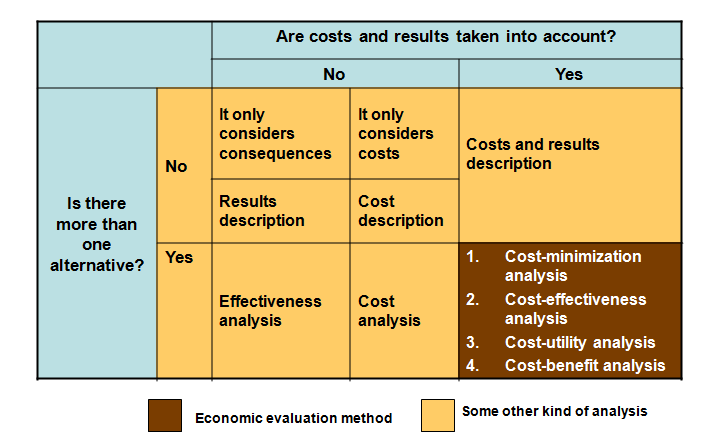 Are costs and results taken into account?
No
Yes
Is there
more than
one
alternative?
No
It only
considers
consequences
It only
considers
costs
Costs and results
description
Results
description
Cost
description
Yes
Effectiveness
analysis
Cost
analysis
1. Cost-minimization
analysis
2. Cost-effectiveness
analysis
3. Cost-utility analysis
4. Cost-benefit analysis
Economic evaluation method
Some other kind of analysis